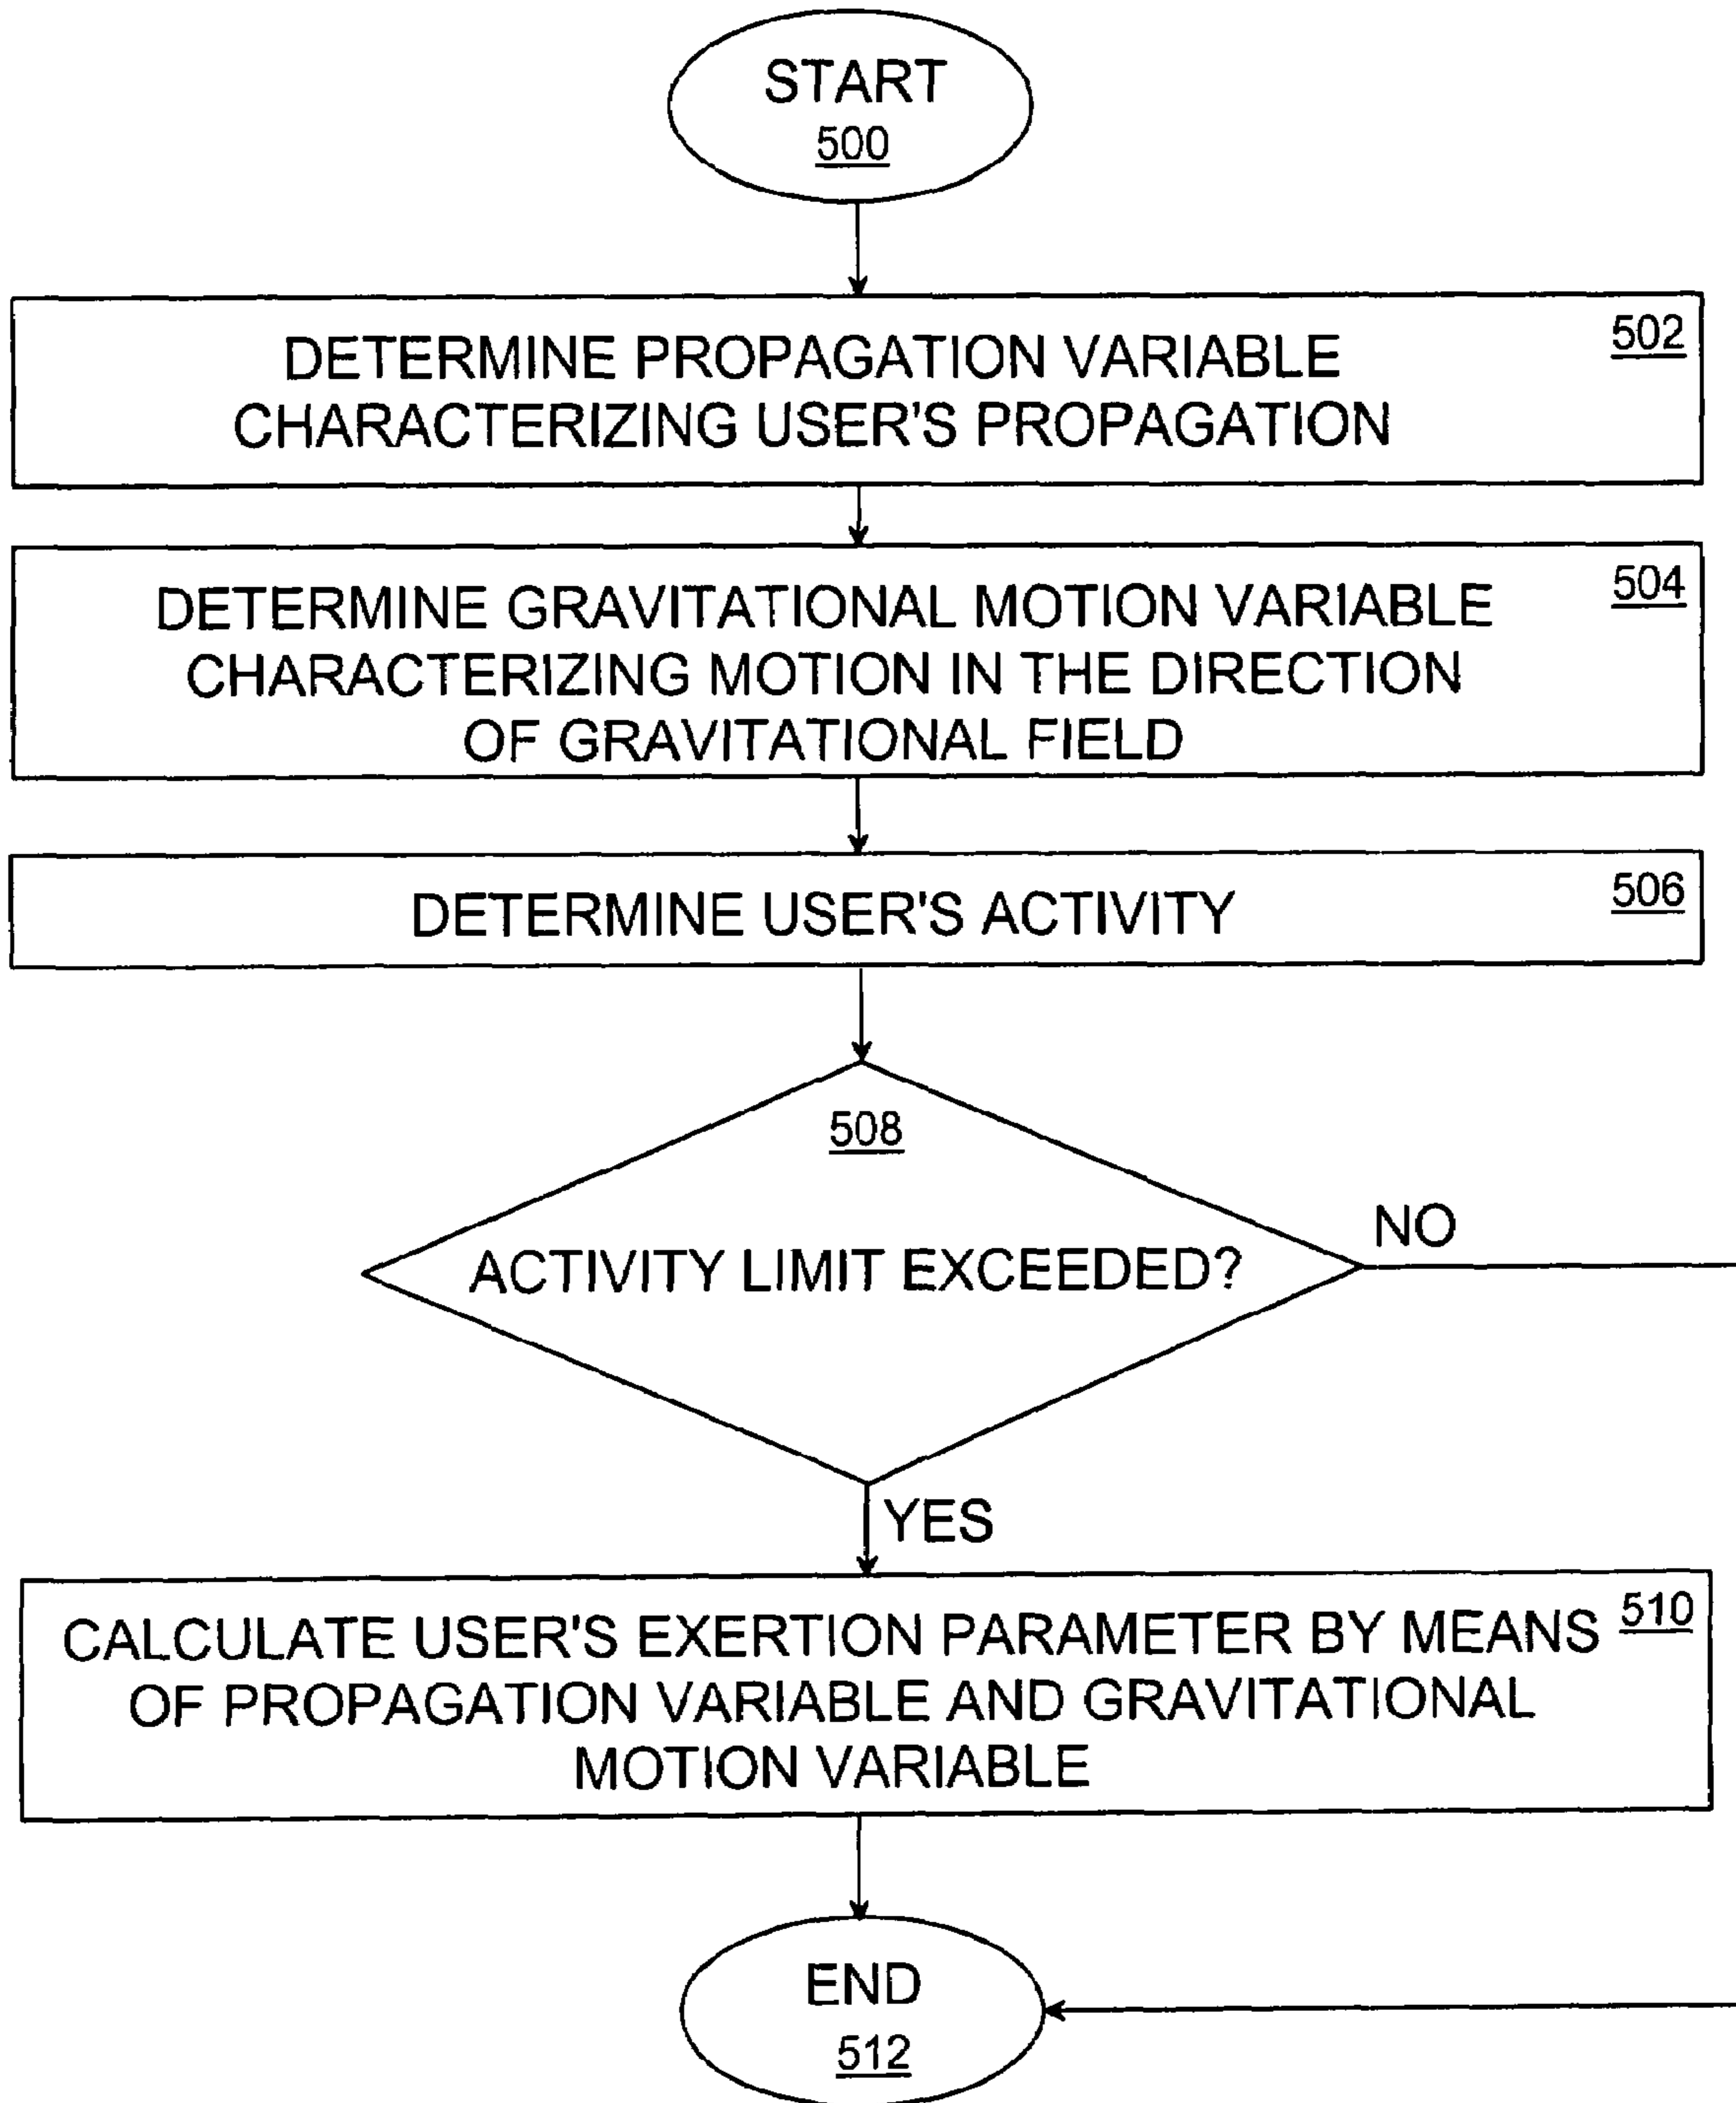 START
500
502
DETERMINE PROPAGATION VARIABLE
CHARACTERIZING USER'S PROPAGATION
504
DETERMINE GRAVITATIONAL MOTION VARIABLE
CHARACTERIZING MOTION IN THE DIRECTION
OF GRAVITATIONAL FIELD
506
DETERMINE USER'S ACTIVITY
508
ACTIVITY LIMIT EXCEEDED?
NO
YES
510
CALCULATE USER'S EXERTION PARAMETER BY MEANS
OF PROPAGATION VARIABLE AND GRAVITATIONAL
MOTION VARIABLE
END
512